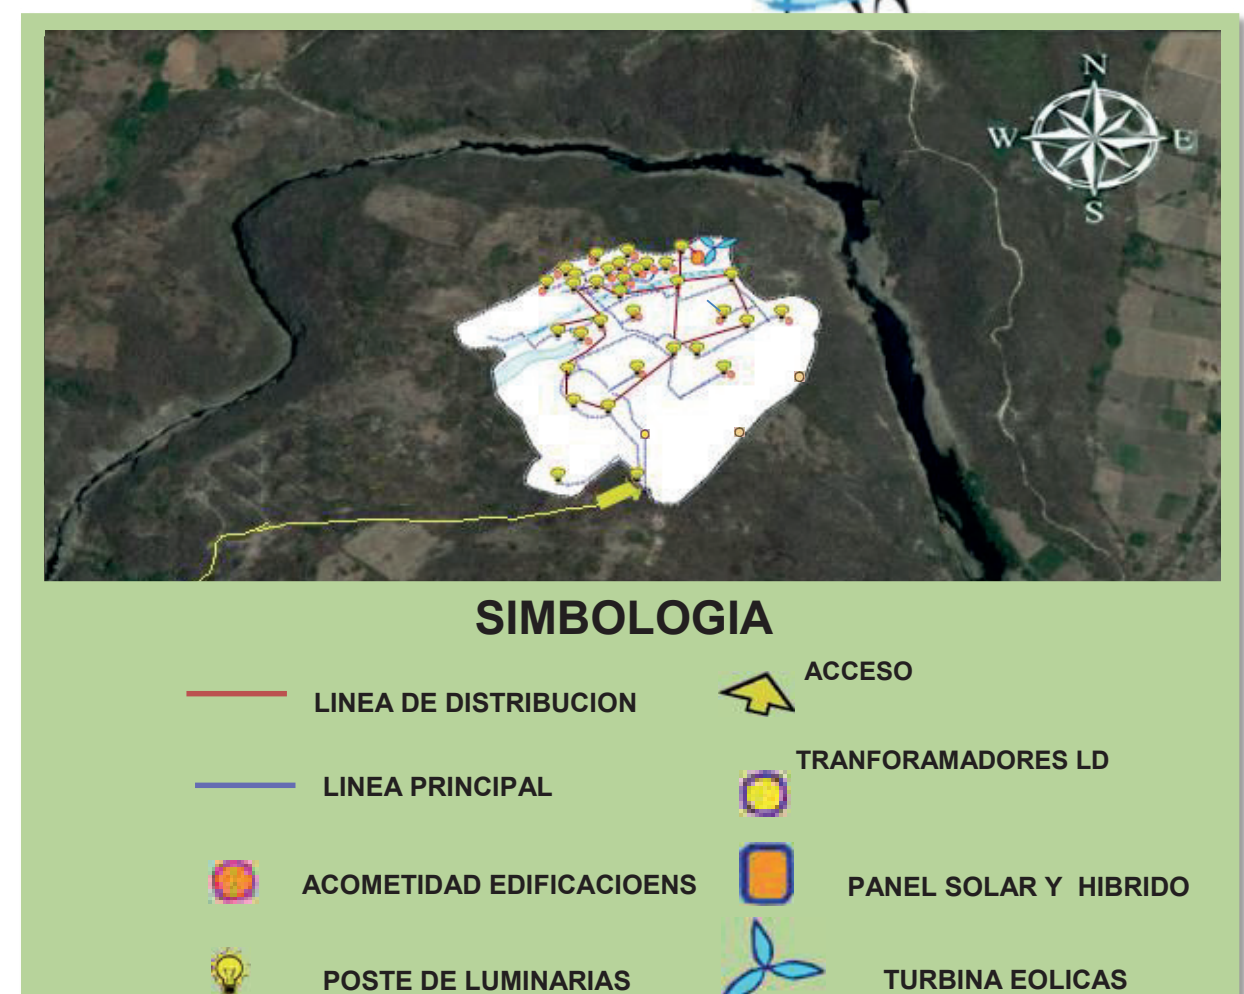 N
W E
S
SIMBOLOGIA
LINEA DE DISTRIBUCION
ACCESO
LINEA PRINCIPAL
TRANFORAMADORES LD
ACOMETIDAD EDIFICACIOENS
PANEL SOLAR Y HIBRIDO
POSTE DE LUMINARIAS
TURBINA EOLICAS